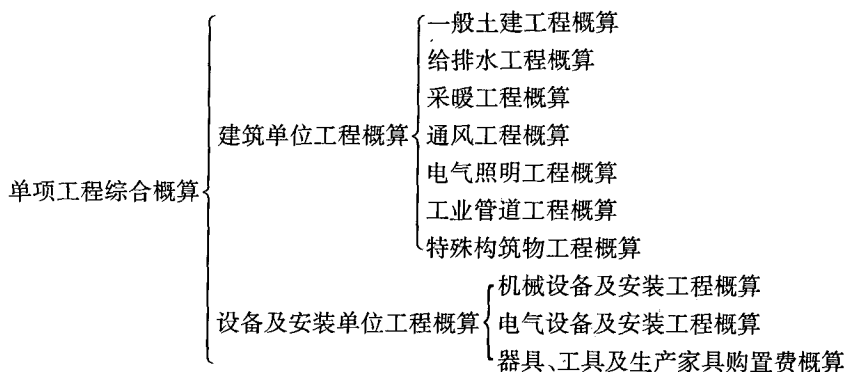 一般土建工程概算
给排水工程概算
采暖工程概算
建筑单位工程概算
通风工程概算
电气照明工程概算
单项工程综合概算
工业管道工程概算
特殊构筑物工程概算
机械设备及安装工程概算
设备及安装单位工程概算
电气设备及安装工程概算
器具、工具及生产家具购置费概算